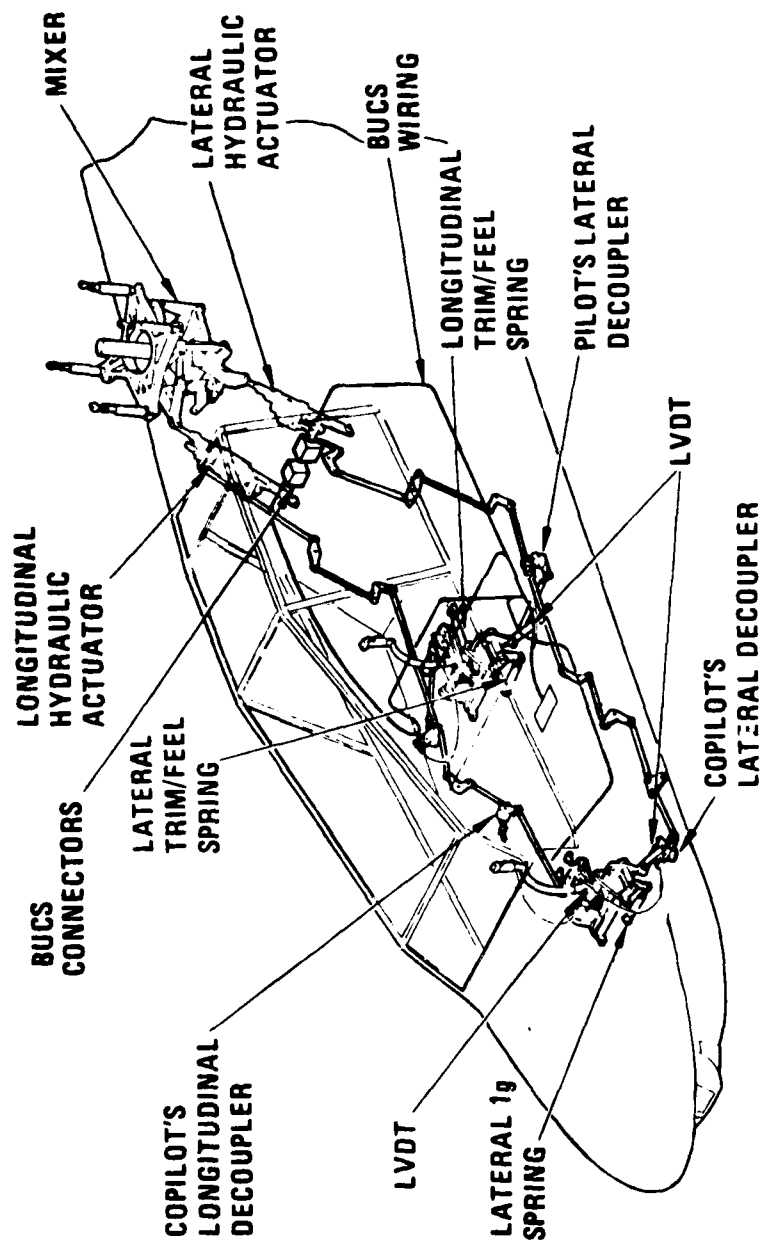 MIXER
LATERAL
HYDRAULIC
ACTUATOR
BUCS
WIRING
LONGITUDINAL
TRIM/FEEL
SPRING
PILOT'S LATERAL
DECOUPLER
LVDT
COPILOT'S
LATERAL DECOUPLER
LONGITUDINAL
HYDRAULIC
ACTUATOR
LATERAL
TRIM/FEEL
SPRING
BUCS
CONNECTORS
COPILOT'S
LONGITUDINAL
DECOUPLER
LVDT
LATERAL 1g
SPRING